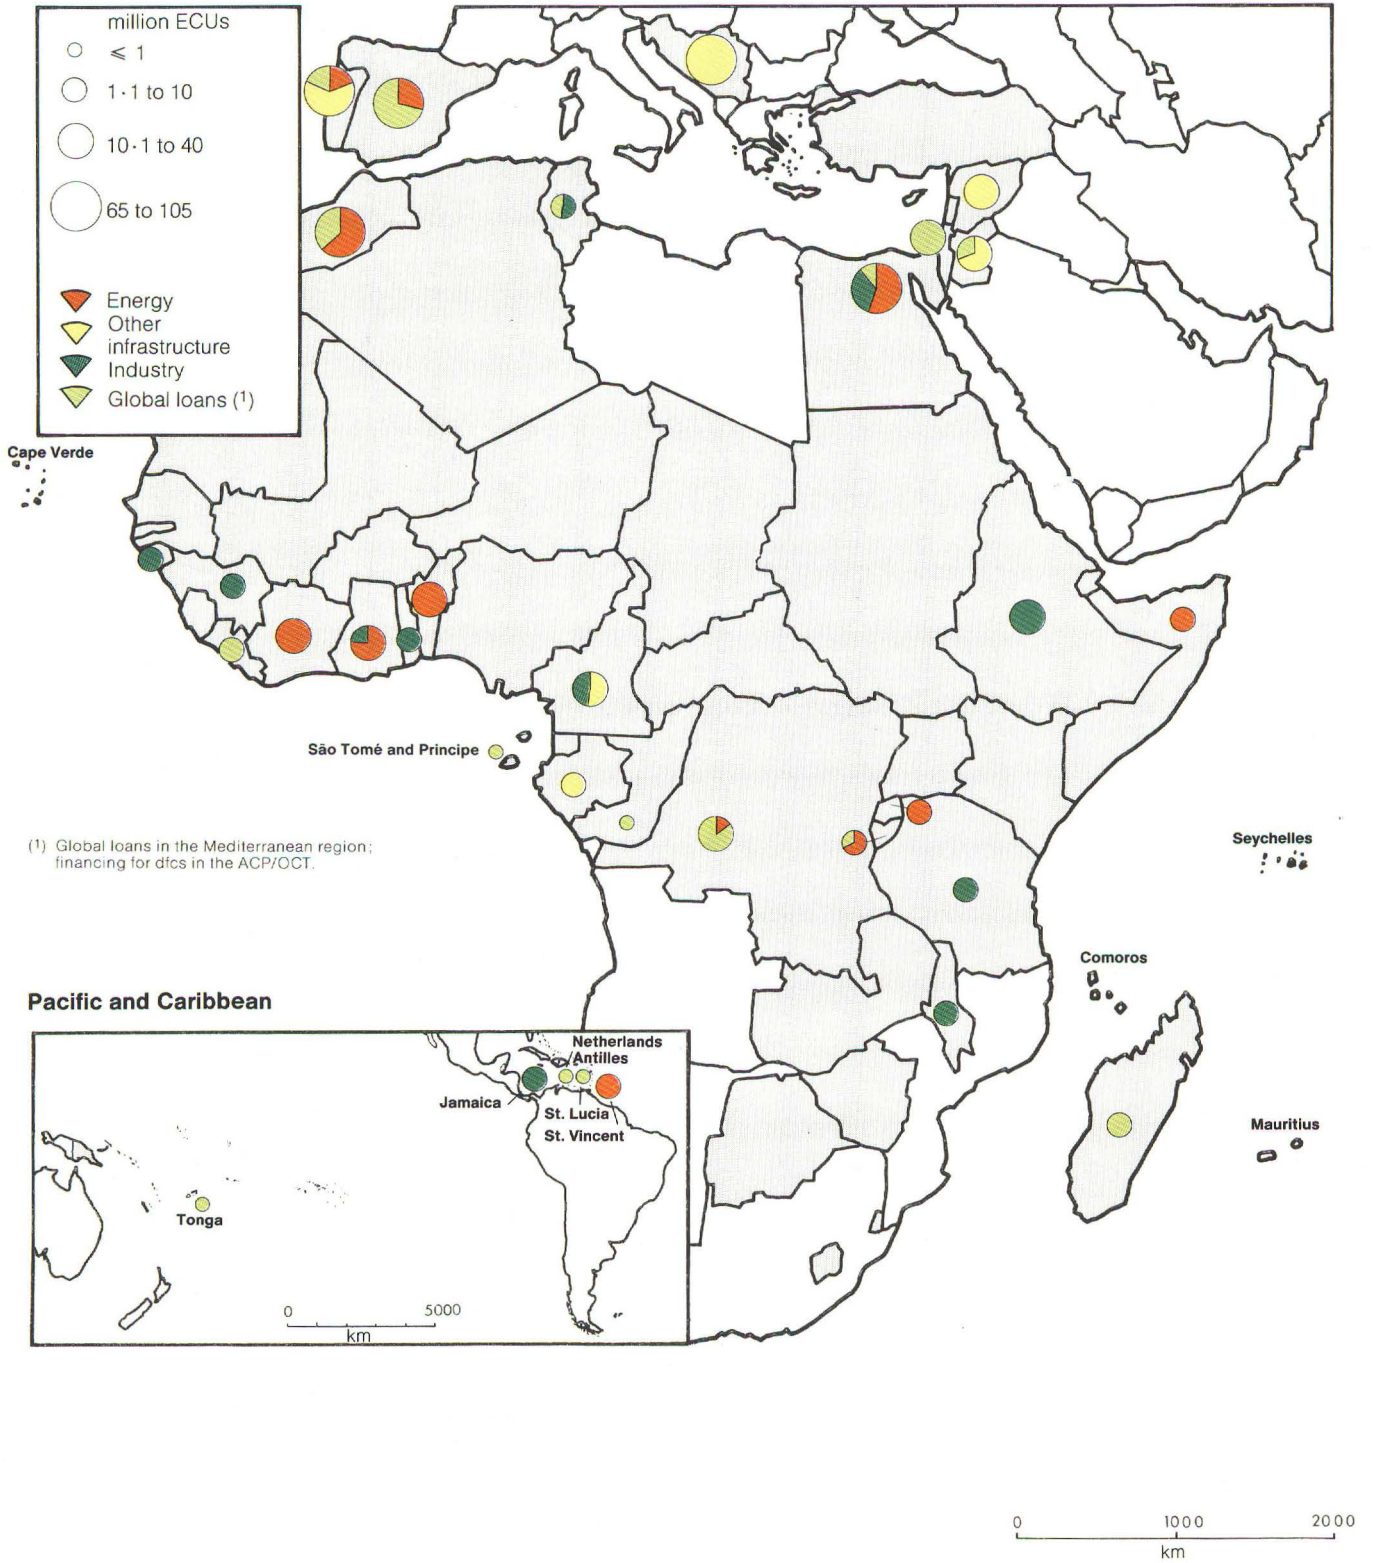 million ECUs
⩽ 1
1·1 to 10
10·1 to 40
65 to 105
Energy
Other
infrastructure
Industry
Global loans (1)
Cape Verde
São Tomé and Principe
(1) Global loans in the Mediterranean region;
financing for dfcs in the ACP/OCT.
Seychelles
Comoros
Mauritius
Pacific and Caribbean
Netherlands
Antilles
Jamaica
St. Lucia
St. Vincent
Tonga
0 5000
km
0 1000 2000
km